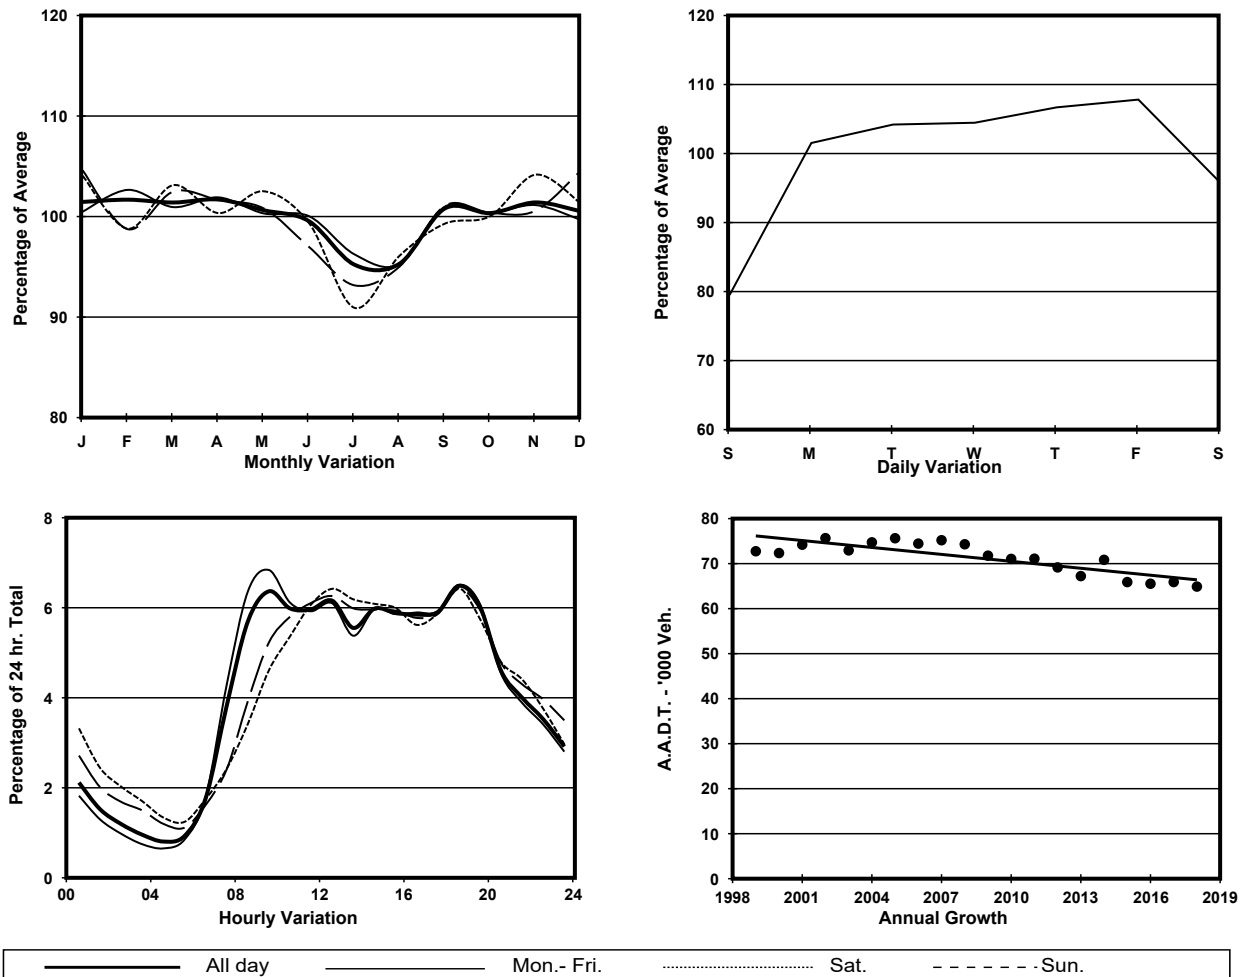 120
110
100
90
80
Percentage of Average
J F M A M J J A S O N D
Monthly Variation
120
110
100
90
80
70
60
Percentage of Average
S M T W T F S
Daily Variation
8
6
4
2
0
Percentage of 24 hr. Total
00 04 08 12 16 20 24
Hourly Variation
80
70
60
50
40
30
20
10
0
A.A.D.T. - '000 Veh.
1998 2001 2004 2007 2010 2013 2016 2019
Annual Growth
All day Mon.- Fri. Sat. Sun.